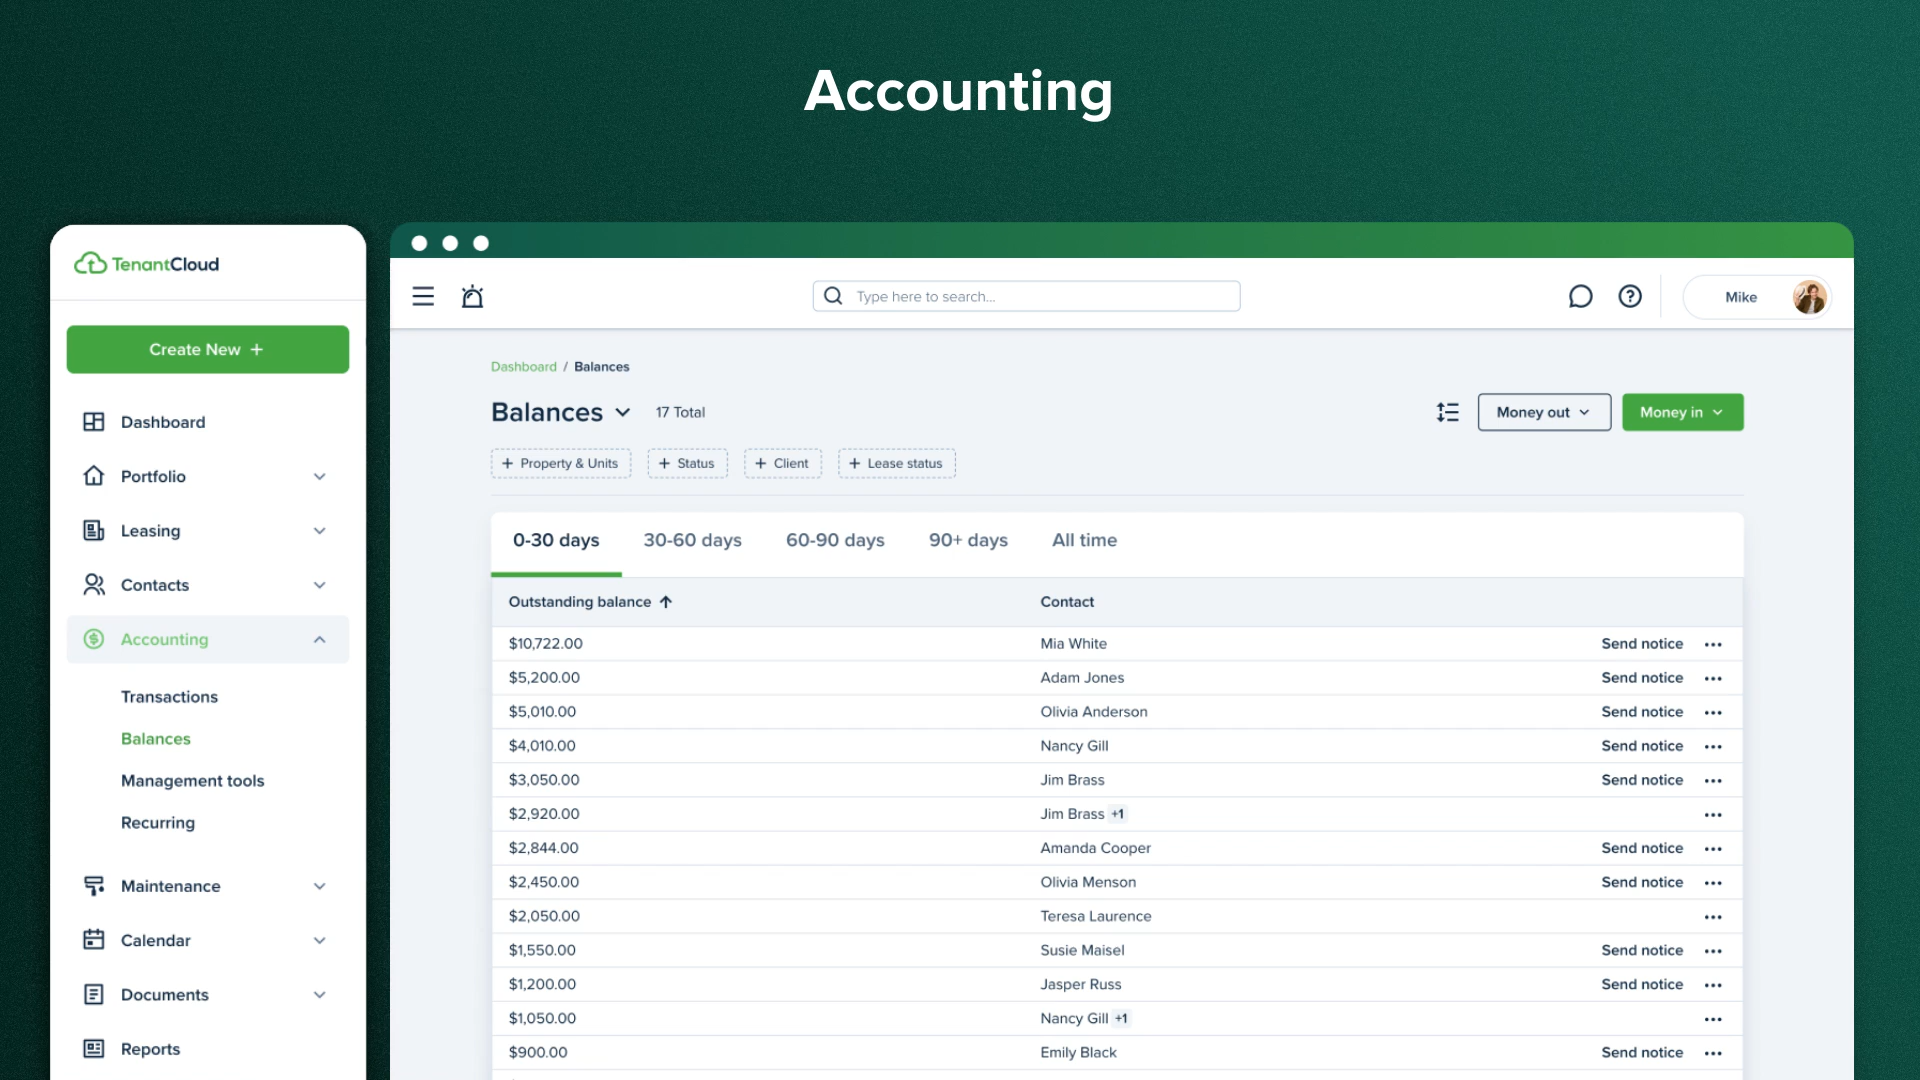 Accounting
TenantCloud
Create New +
Dashboard
Portfolio
Leasing
Contacts
Accounting
Transactions
Balances
Management tools
Recurring
Maintenance
Calendar
Documents
Reports
Type here to search...
Mike
Dashboard / Balances
Balances 17 Total
Money out Money in
+ Property & Units + Status + Client + Lease status
0-30 days 30-60 days 60-90 days 90+ days All time
Outstanding balance Contact
$10,722.00 Mia White Send notice
$5,200.00 Adam Jones Send notice
$5,010.00 Olivia Anderson Send notice
$4,010.00 Nancy Gill Send notice
$3,050.00 Jim Brass Send notice
$2,920.00 Jim Brass +1
$2,844.00 Amanda Cooper Send notice
$2,450.00 Olivia Menson Send notice
$2,050.00 Teresa Laurence
$1,550.00 Susie Maisel Send notice
$1,200.00 Jasper Russ Send notice
$1,050.00 Nancy Gill +1
$900.00 Emily Black Send notice